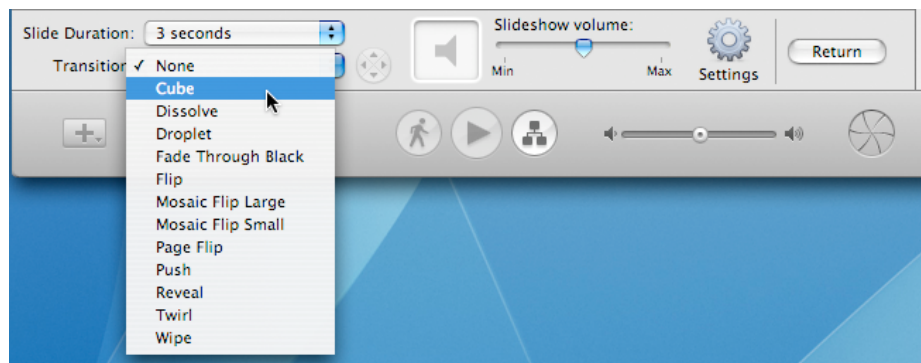 Slide Duration: 3 seconds
Slideshow volume:
Min Max
Settings
Return
Transition ✓ None
Cube
Dissolve
Droplet
Fade Through Black
Flip
Mosaic Flip Large
Mosaic Flip Small
Page Flip
Push
Reveal
Twirl
Wipe